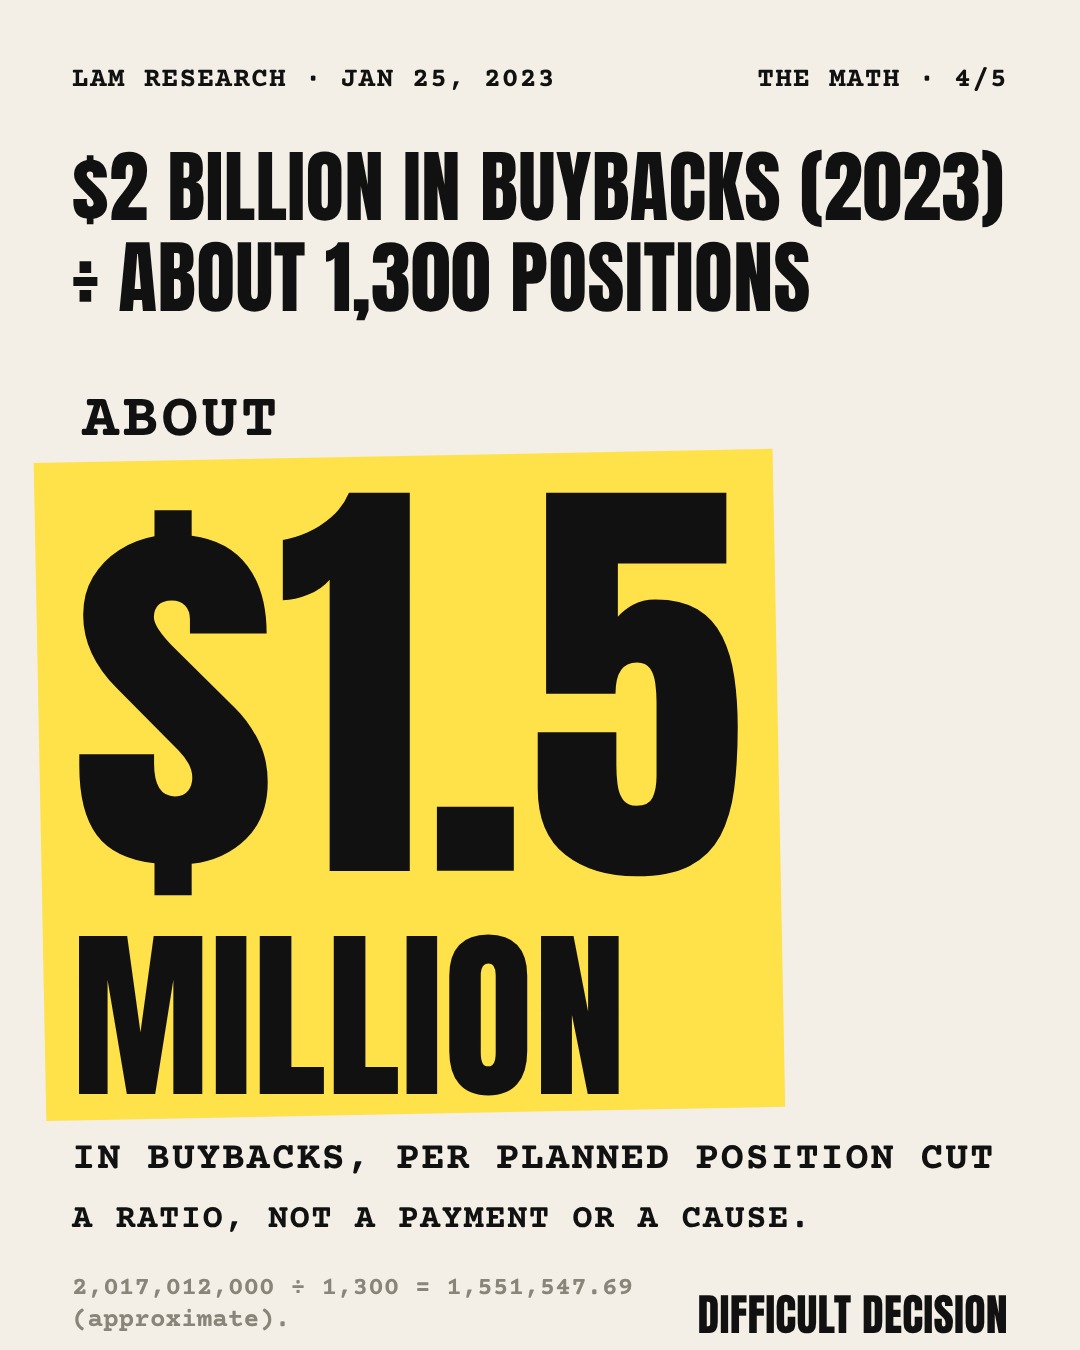 LAM RESEARCH · JAN 25, 2023
THE MATH · 4/5
$2 BILLION IN BUYBACKS (2023)
÷ ABOUT 1,300 POSITIONS
ABOUT
$1.5
MILLION
IN BUYBACKS, PER PLANNED POSITION CUT
A RATIO, NOT A PAYMENT OR A CAUSE.
2,017,012,000 ÷ 1,300 = 1,551,547.69
(approximate).
DIFFICULT DECISION